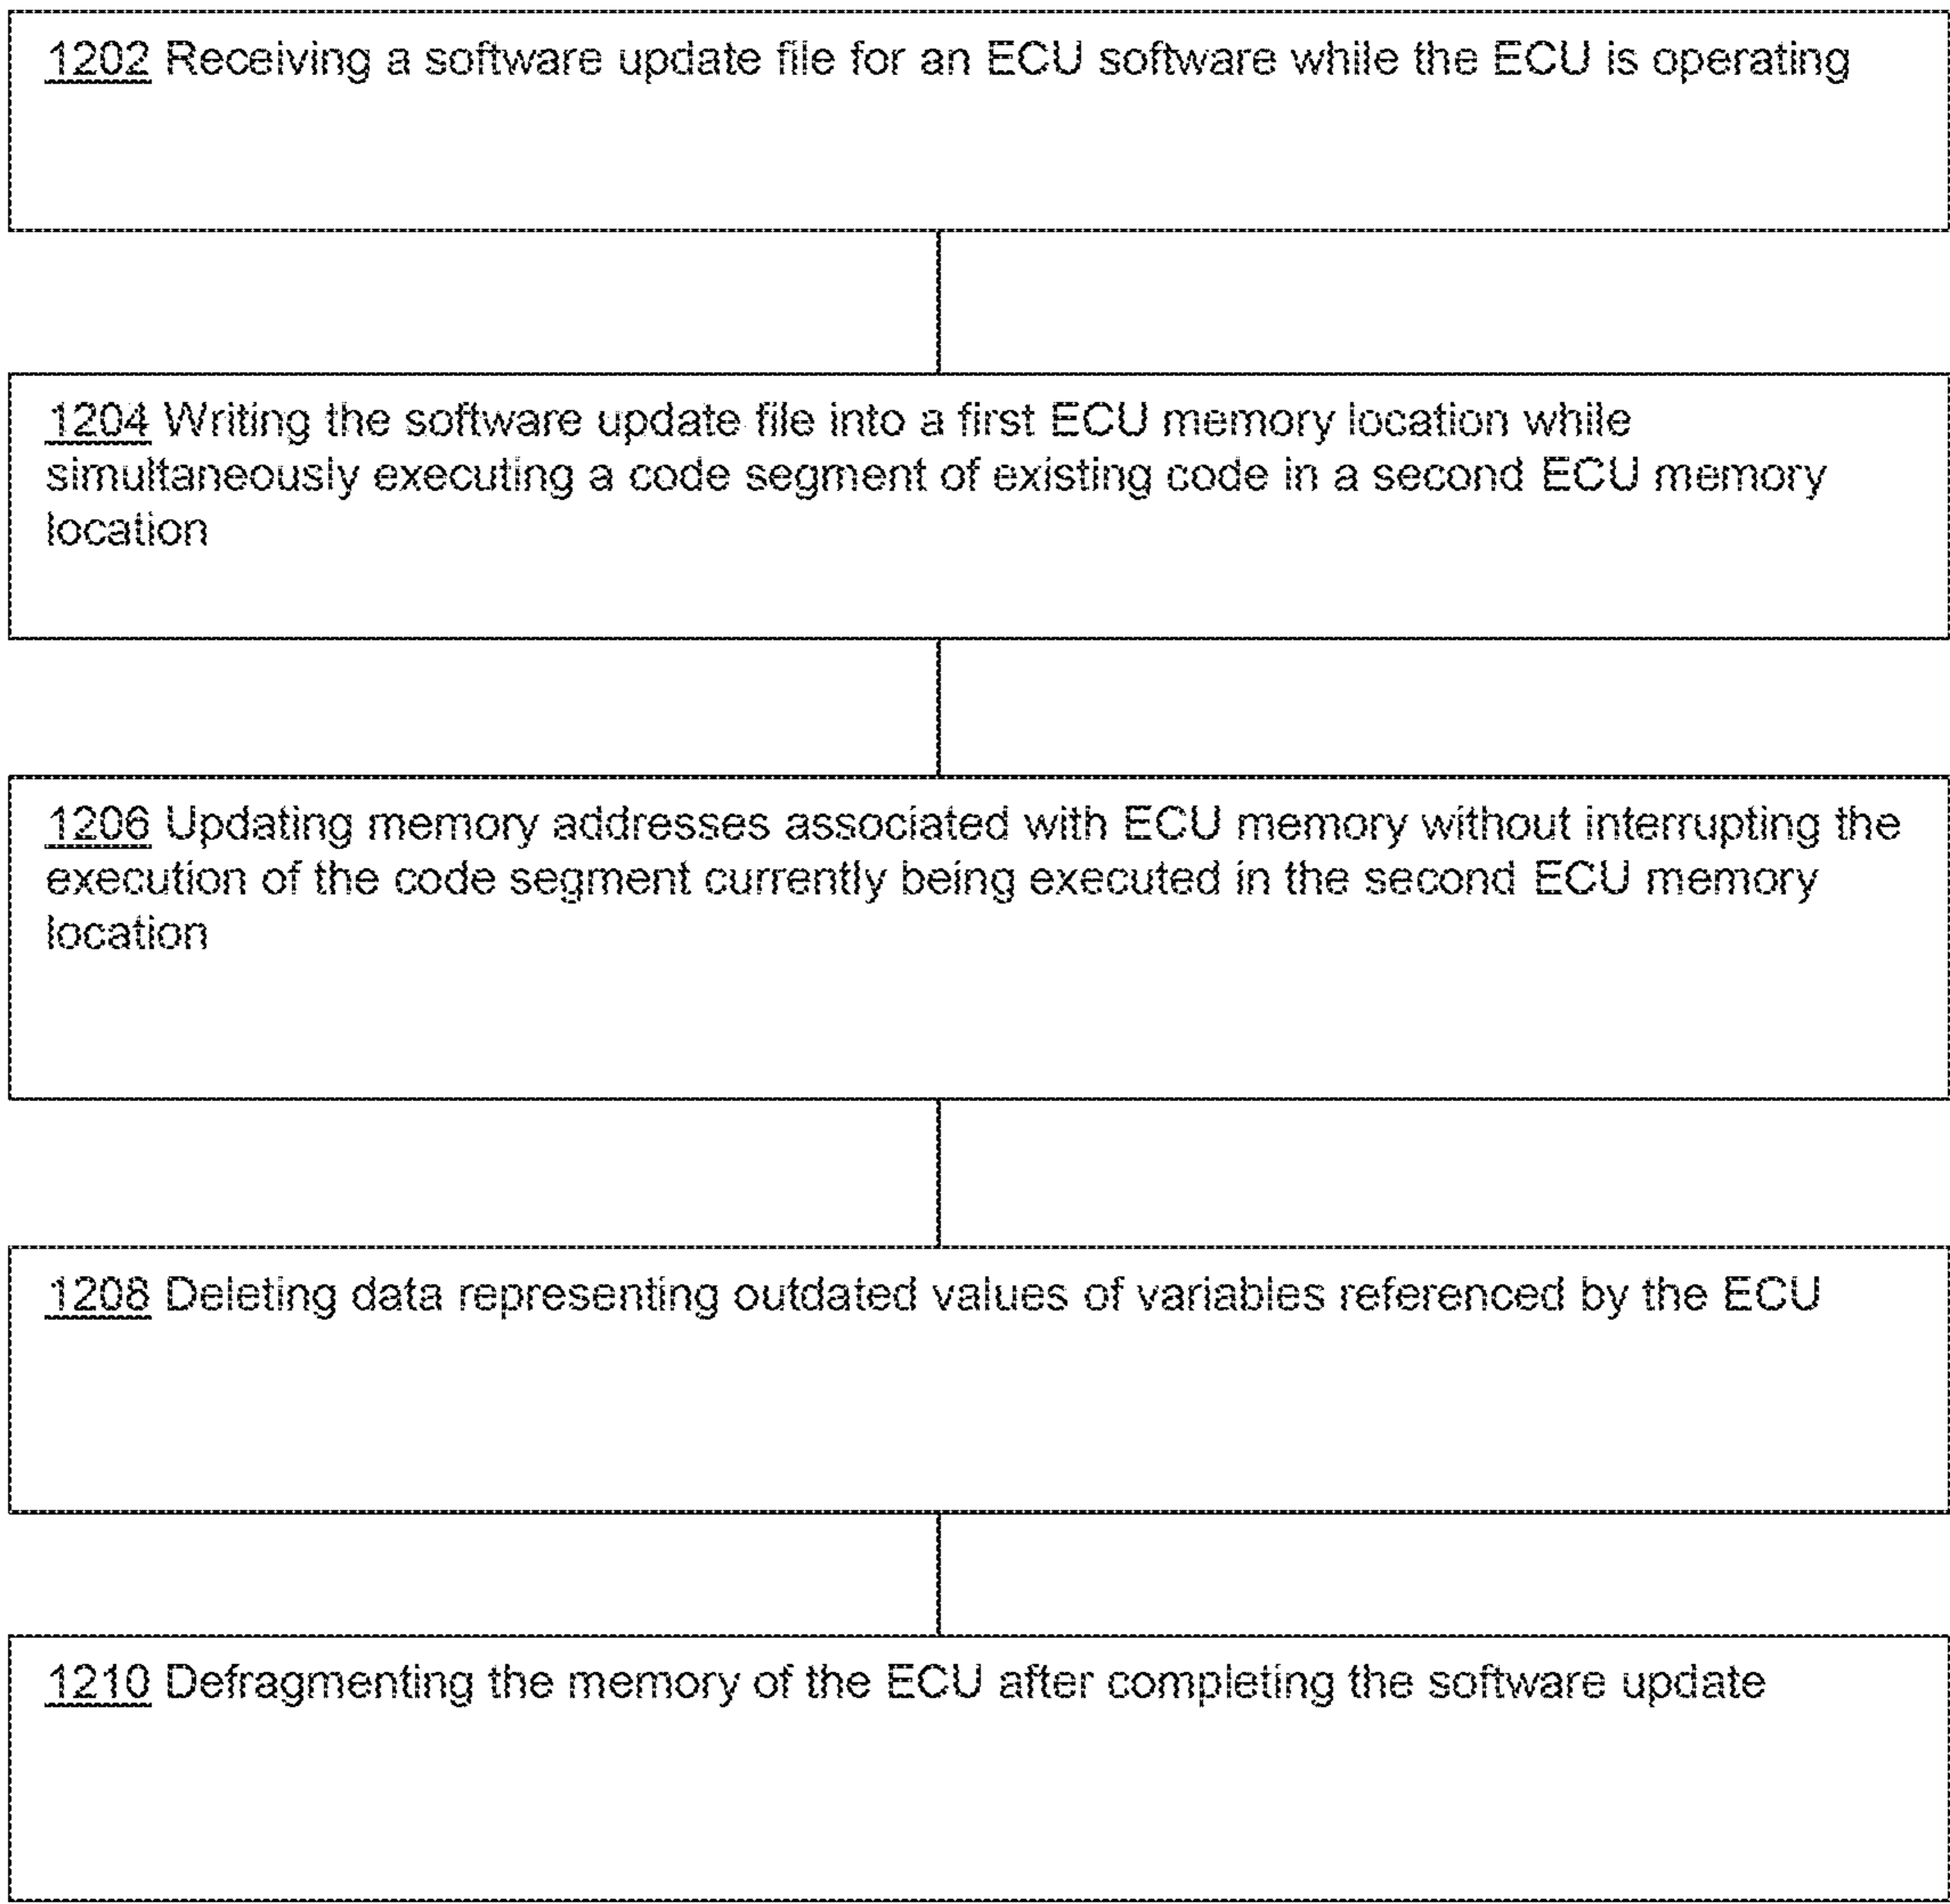 1202 Receiving a software update file for an ECU software while the ECU is operating
1204 Writing the software update file into a first ECU memory location while
simultaneously executing a code segment of existing code in a second ECU memory
location
1206 Updating memory addresses associated with ECU memory without interrupting the
execution of the code segment currently being executed in the second ECU memory
location
1208 Deleting data representing outdated values of variables referenced by the ECU
1210 Defragmenting the memory of the ECU after completing the software update